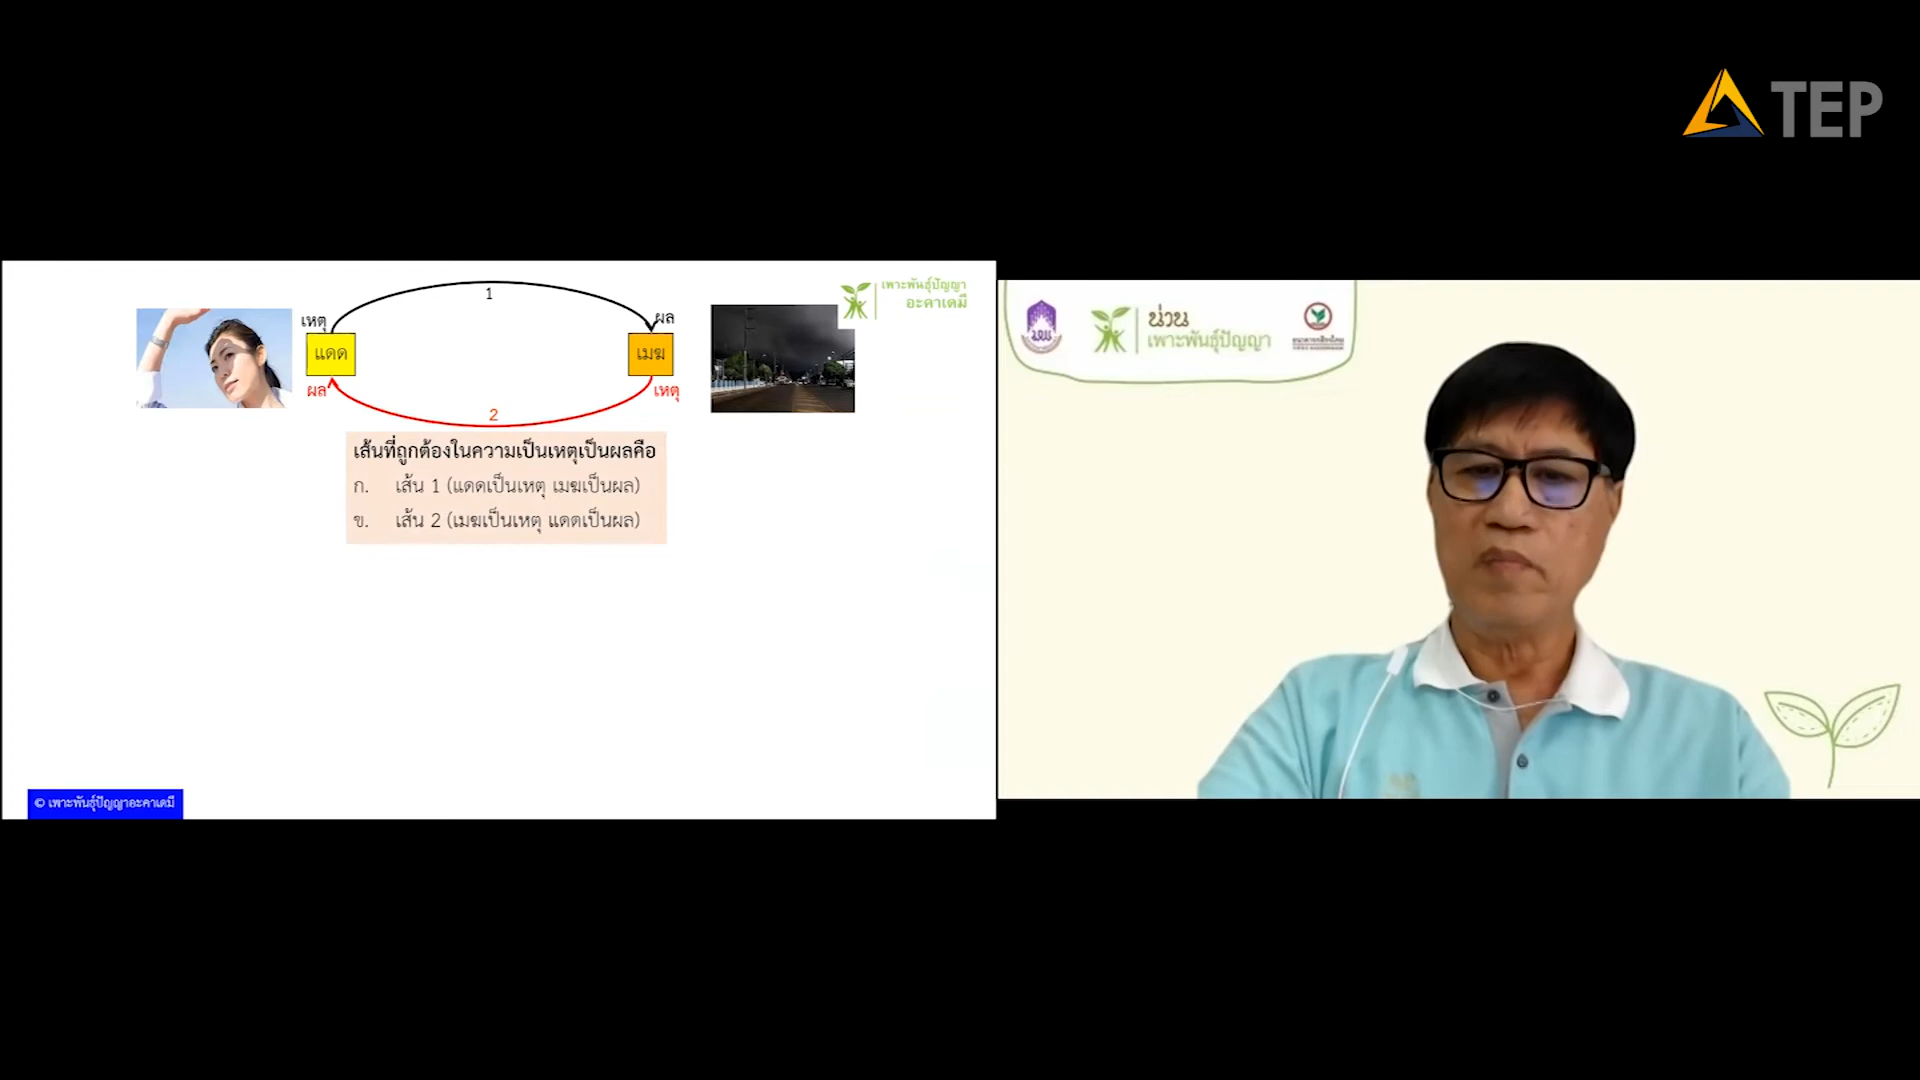 TEP
1
เพาะพันธุ์ปัญญา
อะคาเดมี
เหตุ
ผล
แดด
เมฆ
ผล
เหตุ
2
เส้นที่ถูกต้องในความเป็นเหตุเป็นผลคือ
ก. เส้น 1 (แดดเป็นเหตุ เมฆเป็นผล)
ข. เส้น 2 (เมฆเป็นเหตุ แดดเป็นผล)
© เพาะพันธุ์ปัญญาอะคาเดมี
น่วน
เพาะพันธุ์ปัญญา